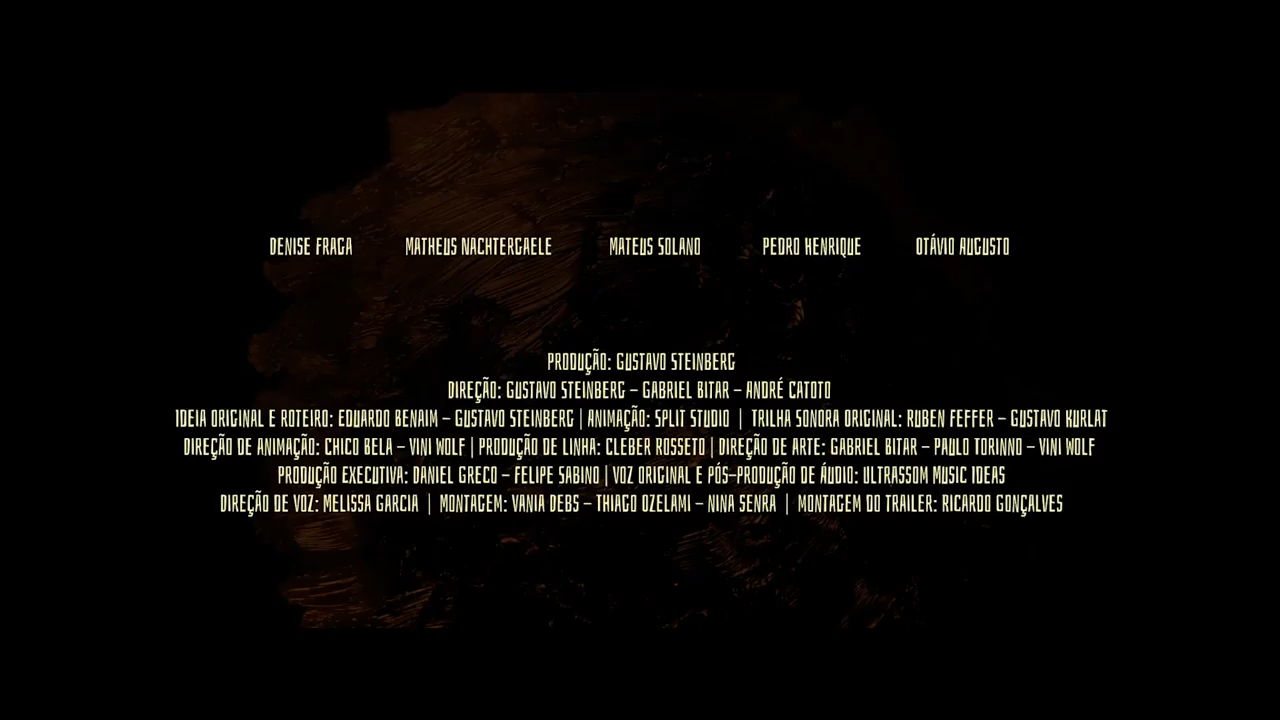 DENISE FRAGA MATHEUS NACHTERGAELE MATEUS SOLANO PEDRO HENRIQUE OTÁVIO AUGUSTO
PRODUÇÃO: GUSTAVO STEINBERG
DIREÇÃO: GUSTAVO STEINBERG – GABRIEL BITAR – ANDRÉ CATOTO
IDEIA ORIGINAL E ROTEIRO: EDUARDO BENAIM – GUSTAVO STEINBERG | ANIMAÇÃO: SPLIT STUDIO | TRILHA SONORA ORIGINAL: RUBEN FEFFER – GUSTAVO KURLAT
DIREÇÃO DE ANIMAÇÃO: CHICO BELA – VINI WOLF | PRODUÇÃO DE LINHA: CLEBER ROSSETO | DIREÇÃO DE ARTE: GABRIEL BITAR – PAULO TORINNO – VINI WOLF
PRODUÇÃO EXECUTIVA: DANIEL GRECO – FELIPE SABINO | VOZ ORIGINAL E PÓS–PRODUÇÃO DE ÁUDIO: ULTRASSOM MUSIC IDEAS
DIREÇÃO DE VOZ: MELISSA GARCIA | MONTAGEM: VANIA DEBS – THIAGO OZELAMI – NINA SENRA | MONTAGEM DO TRAILER: RICARDO GONÇALVES